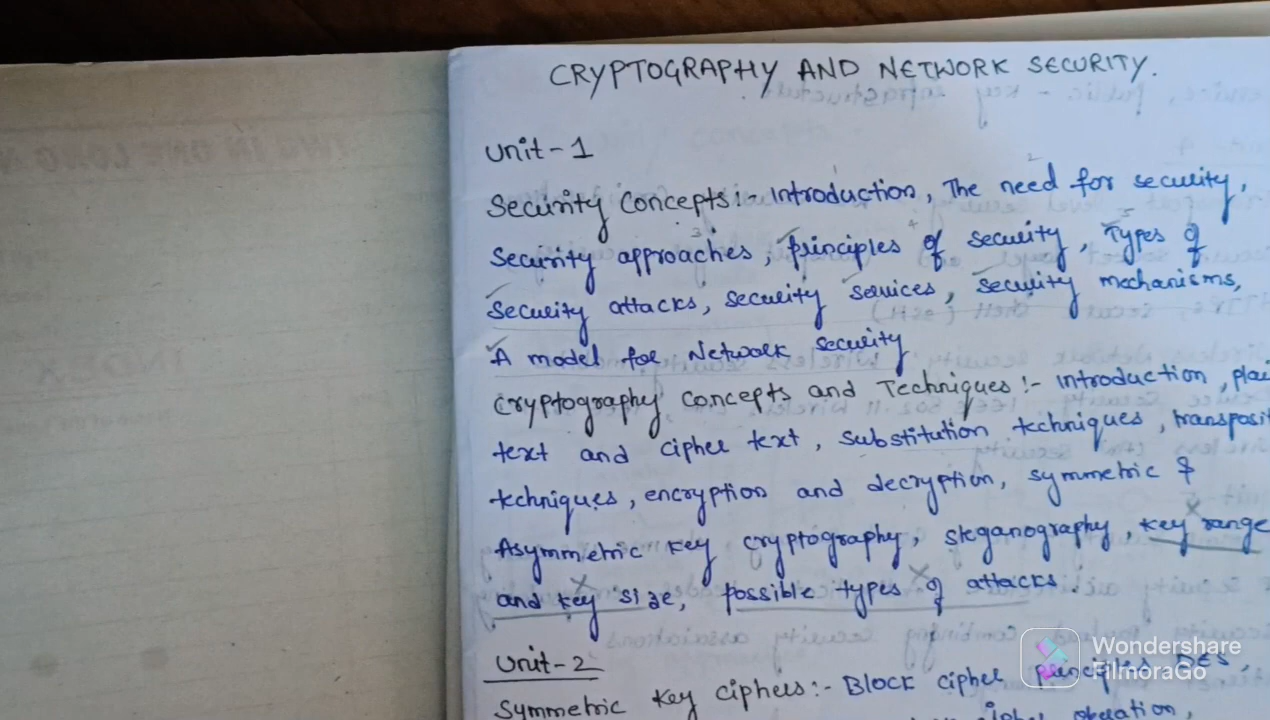 CRYPTOGRAPHY AND NETWORK SECURITY.
Unit-1
Security Concepts:- Introduction, The need for security,
Security approaches, principles of security, Types of
Security attacks, security services, security mechanisms,
A model for Network security
Cryptography Concepts and Techniques:- introduction, plai
text and cipher text, substitution techniques, transposit
techniques, encryption and decryption, symmetric &
Asymmetric key cryptography, steganography, key range
and key size, possible types of attacks.
Unit-2
Symmetric key ciphers:- Block cipher principles, DES,
Wondershare
FilmoraGo